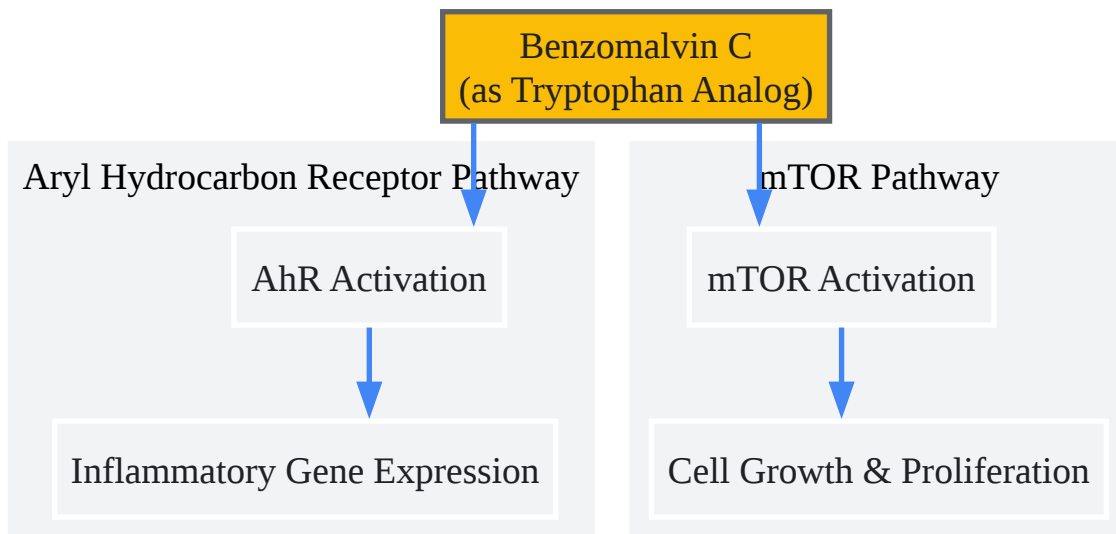 Benzomalvin C
(as Tryptophan Analog)
Aryl Hydrocarbon Receptor Pathway
mTOR Pathway
AhR Activation
mTOR Activation
Inflammatory Gene Expression
Cell Growth & Proliferation